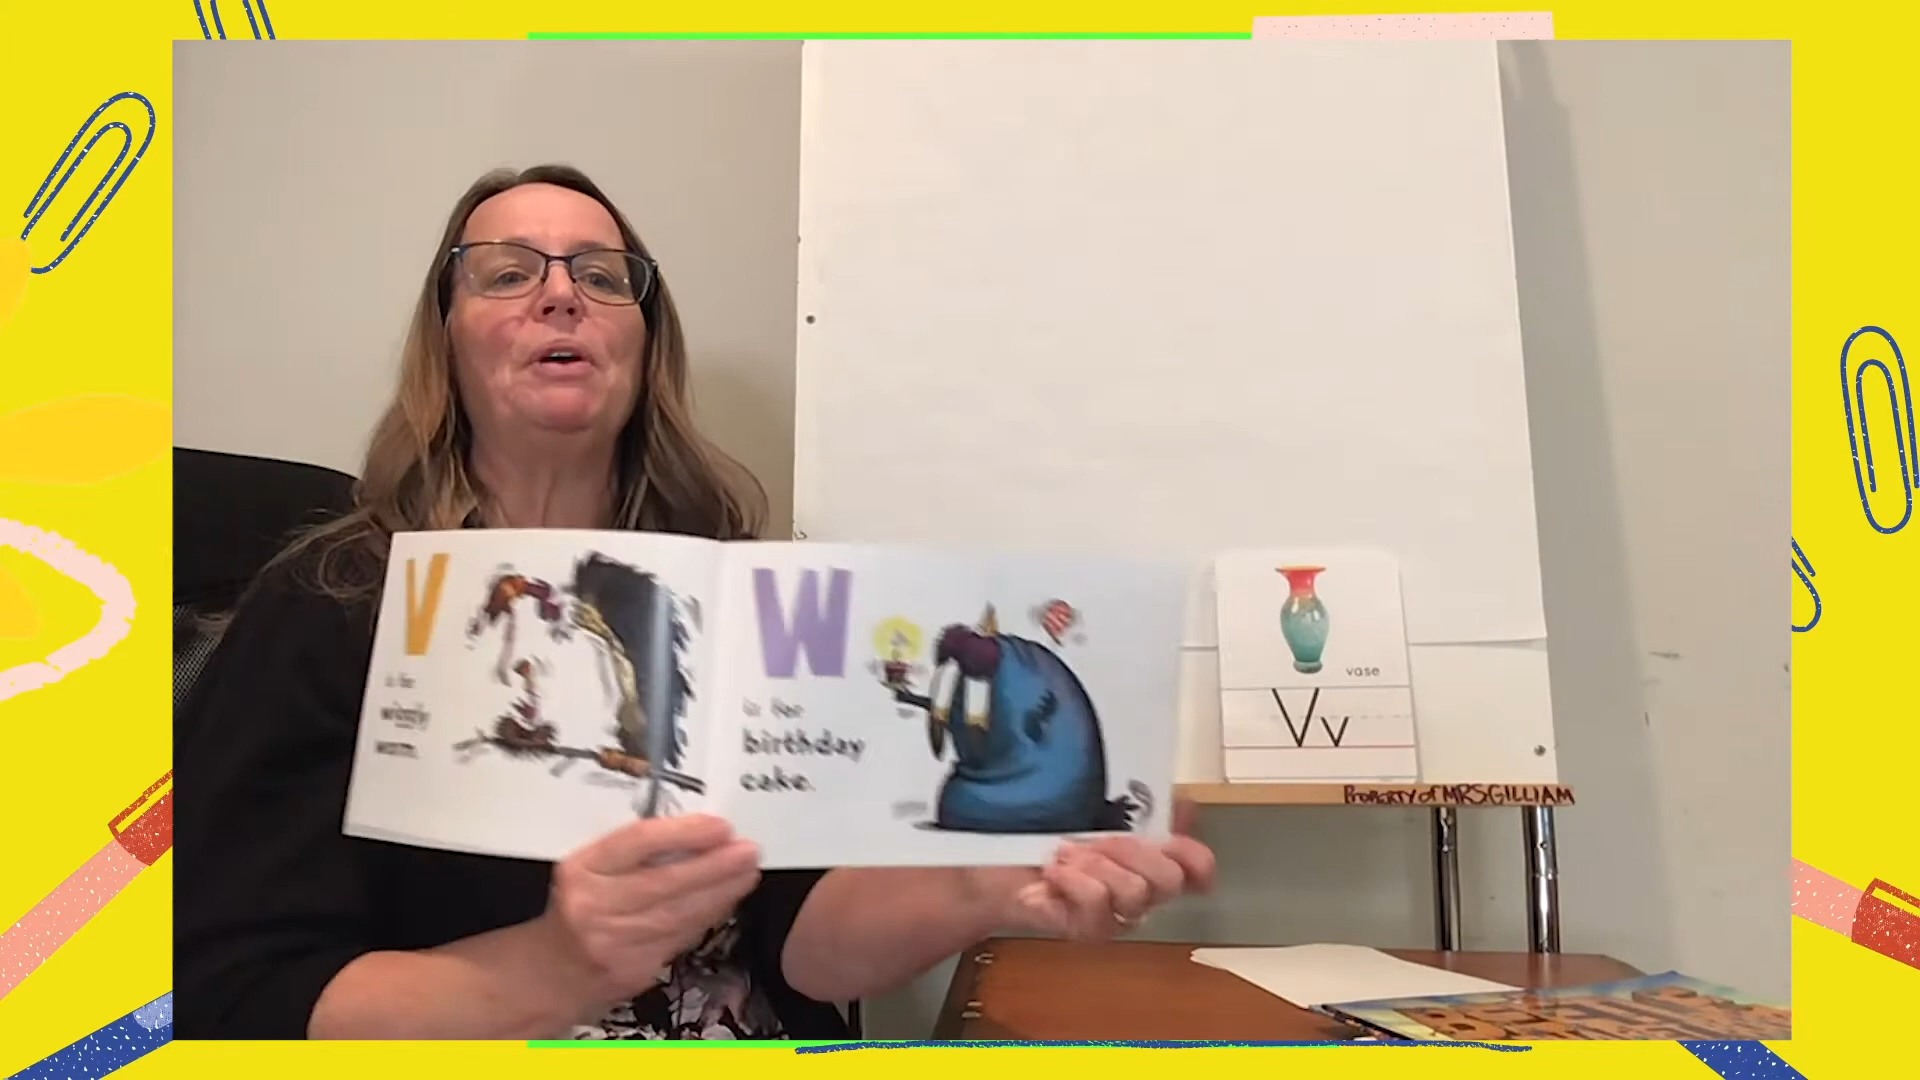 V
is for
wiggly
worm.
W
is for
birthday
cake.
vase
Vv
PROPERTY of MRS. GILLIAM